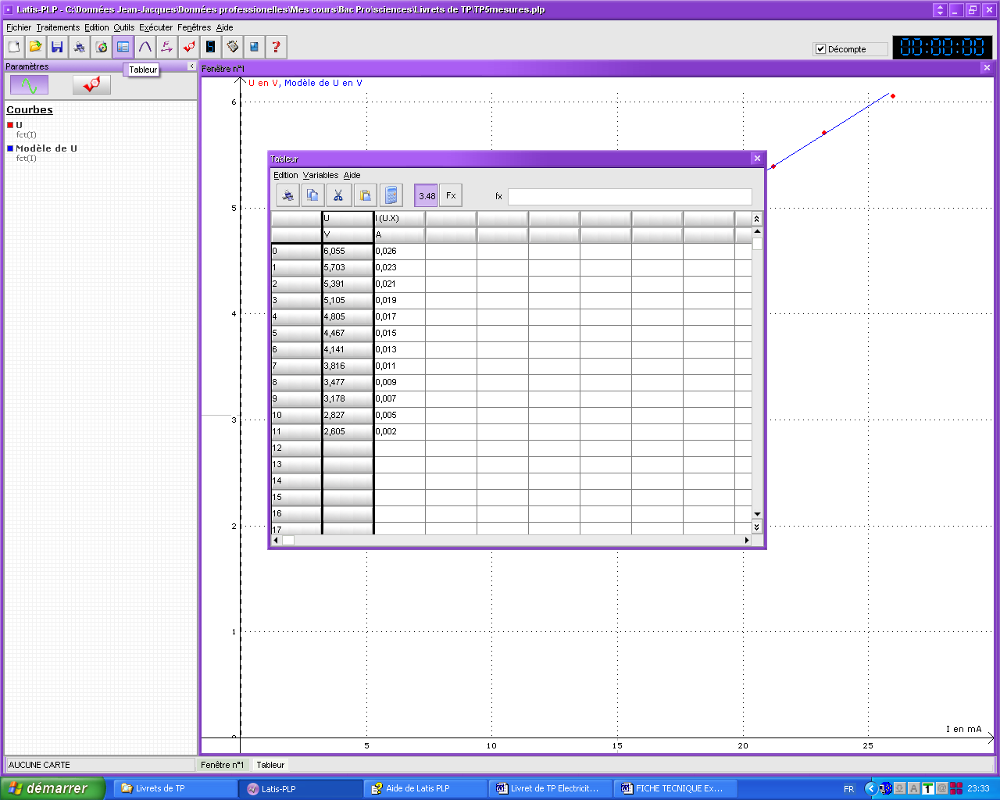 Latis-PLP - C:\Données Jean-Jacques\Données professionelles\Mes cours\Bac Pro\sciences\Livrets de TP\TP5mesures.plp
Fichier Traitements Edition Outils Exécuter Fenêtres Aide
Décompte
00:00:00
Paramètres
Tableur
Courbes
U
fct(I)
Modèle de U
fct(I)
Fenêtre n°1
U en V, Modèle de U en V
6
5
4
3
2
1
0
5 10 15 20 25
I en mA
Tableur
Edition Variables Aide
3.48 Fx fx
U I (U.X)
V A
0 6,055 0,026
1 5,703 0,023
2 5,391 0,021
3 5,105 0,019
4 4,805 0,017
5 4,467 0,015
6 4,141 0,013
7 3,816 0,011
8 3,477 0,009
9 3,178 0,007
10 2,827 0,005
11 2,605 0,002
12
13
14
15
16
17
AUCUNE CARTE
Fenêtre n°1 Tableur
démarrer Livrets de TP Latis-PLP Aide de Latis PLP Livret de TP Electricit... FICHE TECHNIQUE Ex... FR 23:33